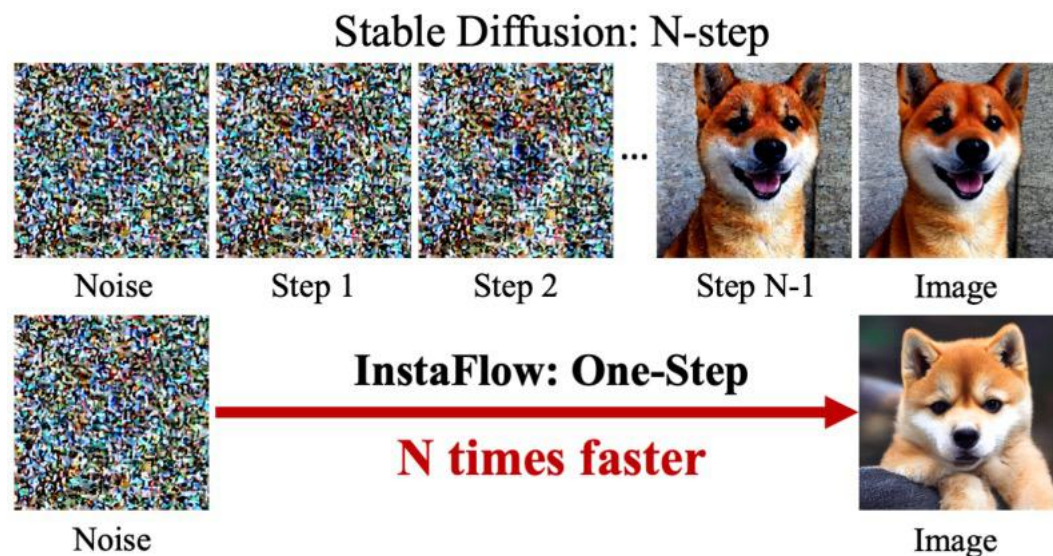 Stable Diffusion: N-step
...
Noise
Step 1
Step 2
Step N-1
Image
InstaFlow: One-Step
N times faster
Noise
Image